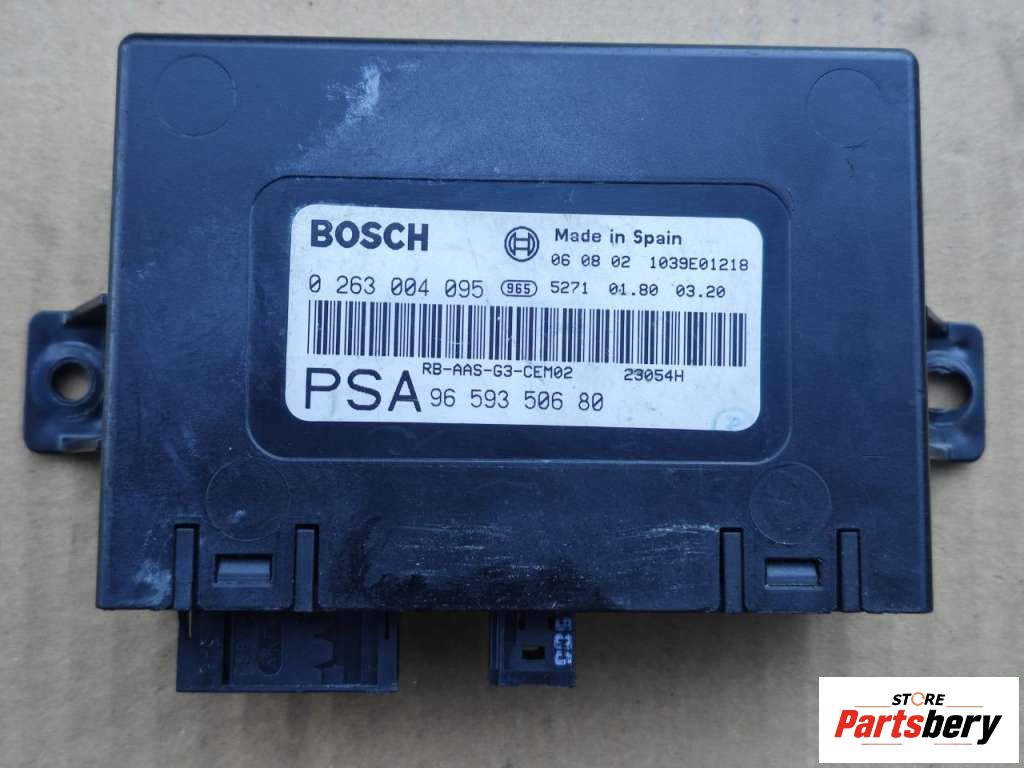 BOSCH Made in Spain
06 08 02 1039E01218
0 263 004 095 965 5271 01.80 03.20
RB-AAS-G3-CEM02 23054H
PSA 96 593 506 80
STORE
Partsbery